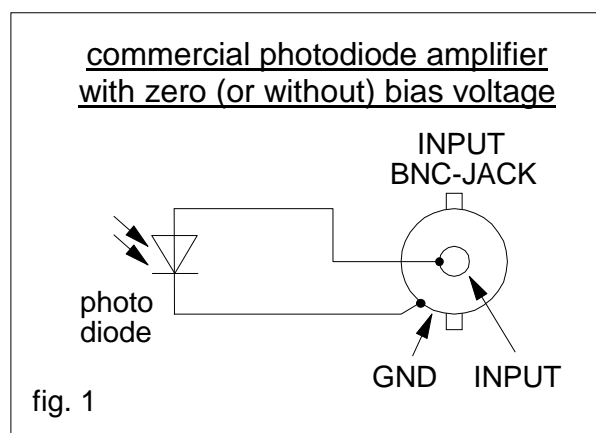 commercial photodiode amplifier
with zero (or without) bias voltage
INPUT
BNC-JACK
photo
diode
GND
INPUT
fig. 1